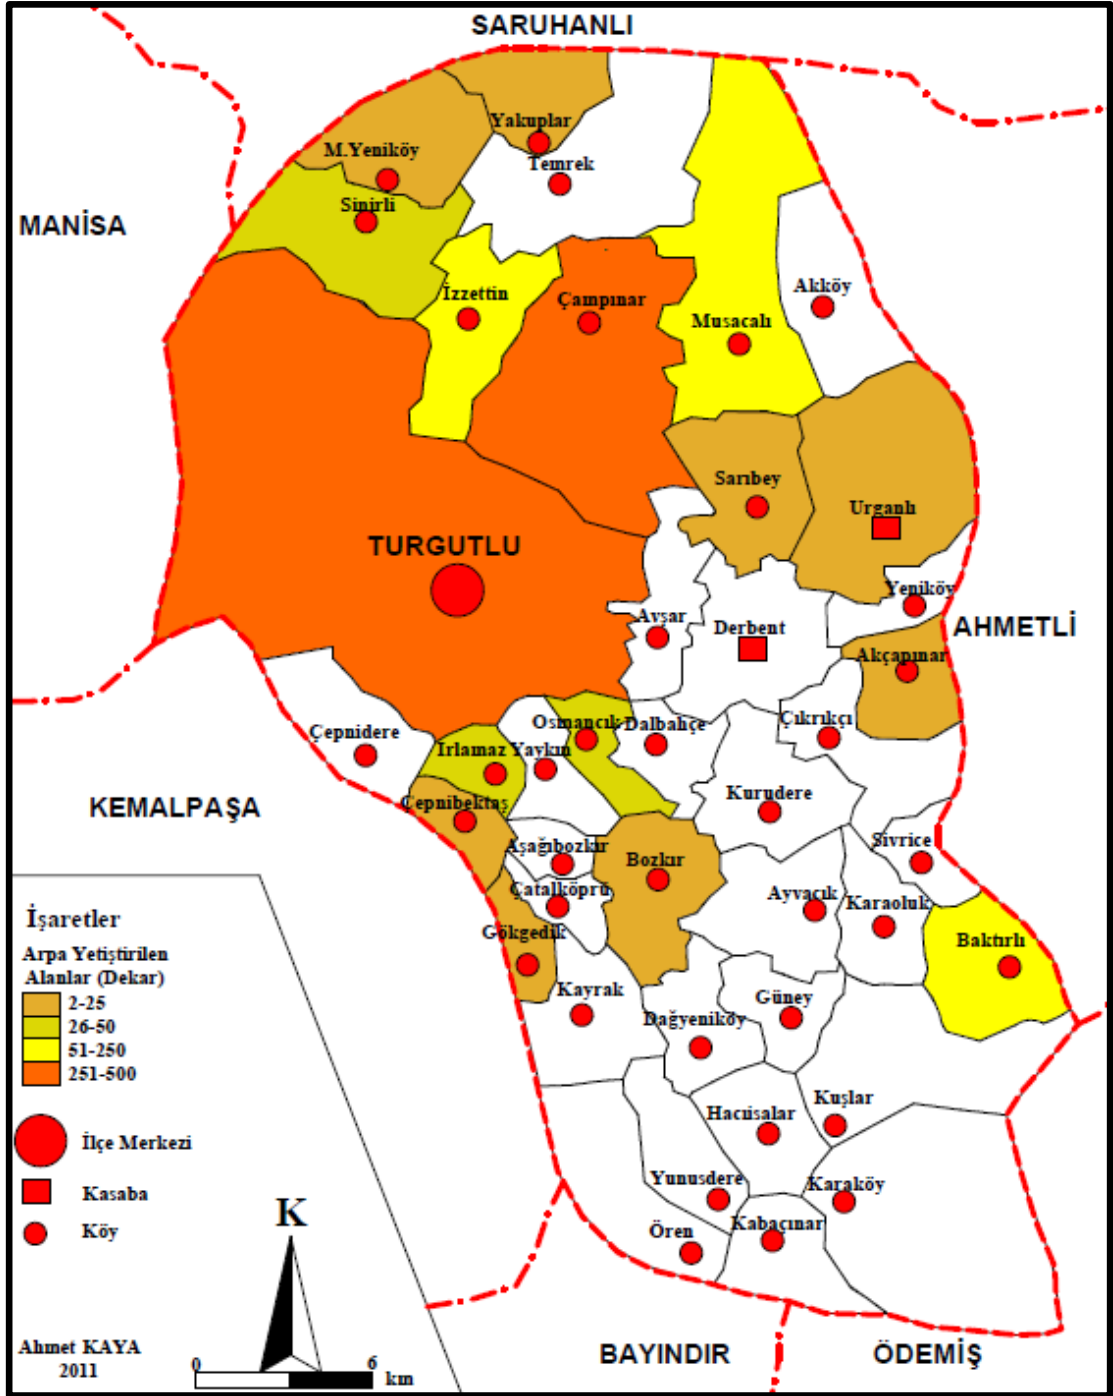 SARUHANLI
Yakuplar
M.Yeniköy
Temrek
Sinirli
MANİSA
Akköy
İzzettin
Çampınar
Musacalı
Sarıbey
Urganlı
TURGUTLU
Yeniköy
Avşar
Derbent
AHMETLİ
Akçapınar
Osmancık
Dalbahçe
Çıkrıkçı
Çepnidere
Irlamaz
Yaykın
KEMALPAŞA
Çepnibektaş
Kurudere
Sivrice
Aşağıbozkır
Bozkır
Çatalköprü
Ayvacık
Karaoluk
Gökgedik
Baktırlı
Kayrak
Güney
Dağyeniköy
Hacıisalar
Kuşlar
Yunusdere
Karaköy
Ören
Kabaçınar
BAYINDIR
ÖDEMİŞ
İşaretler
Arpa Yetiştirilen
Alanlar (Dekar)
2-25
26-50
51-250
251-500
İlçe Merkezi
Kasaba
Köy
K
Ahmet KAYA
2011
0
6
km